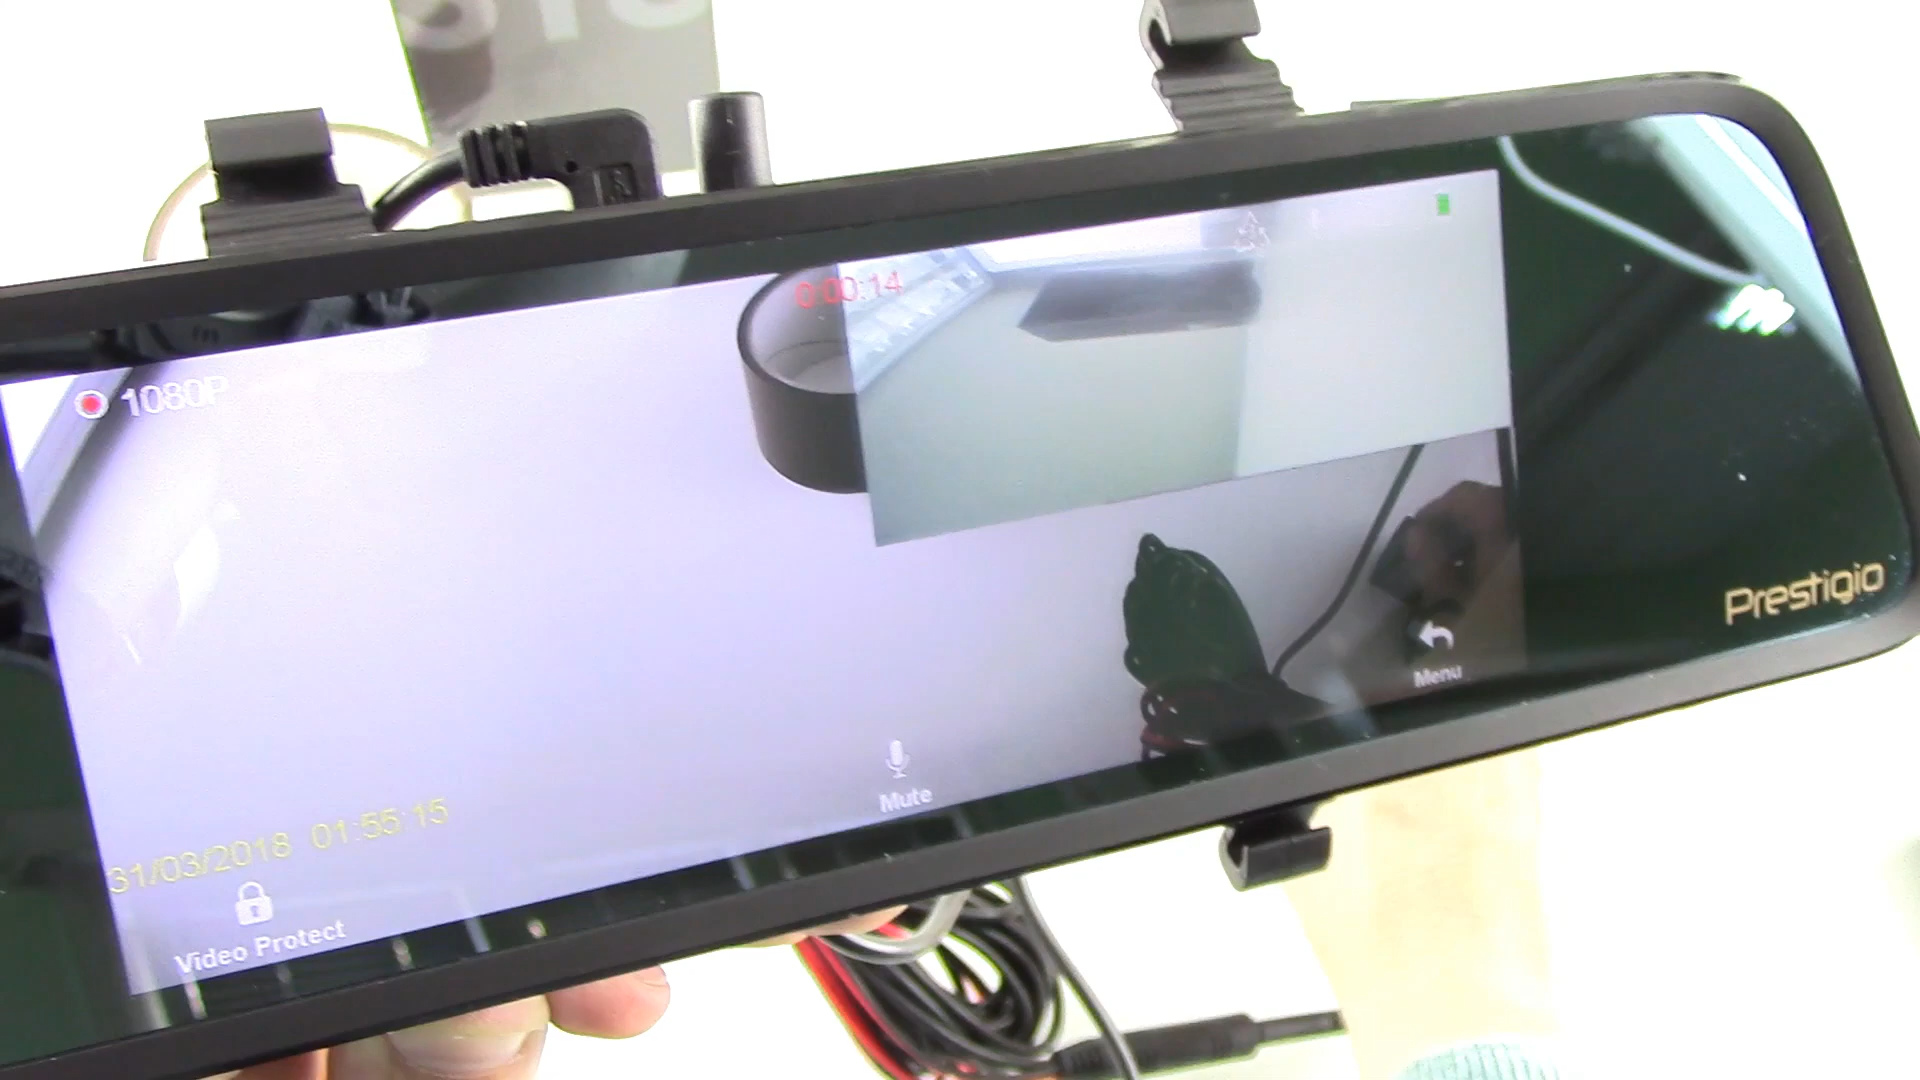 0:00:14
1080P
Prestigio
Menu
Mute
31/03/2018 01:55:15
Video Protect